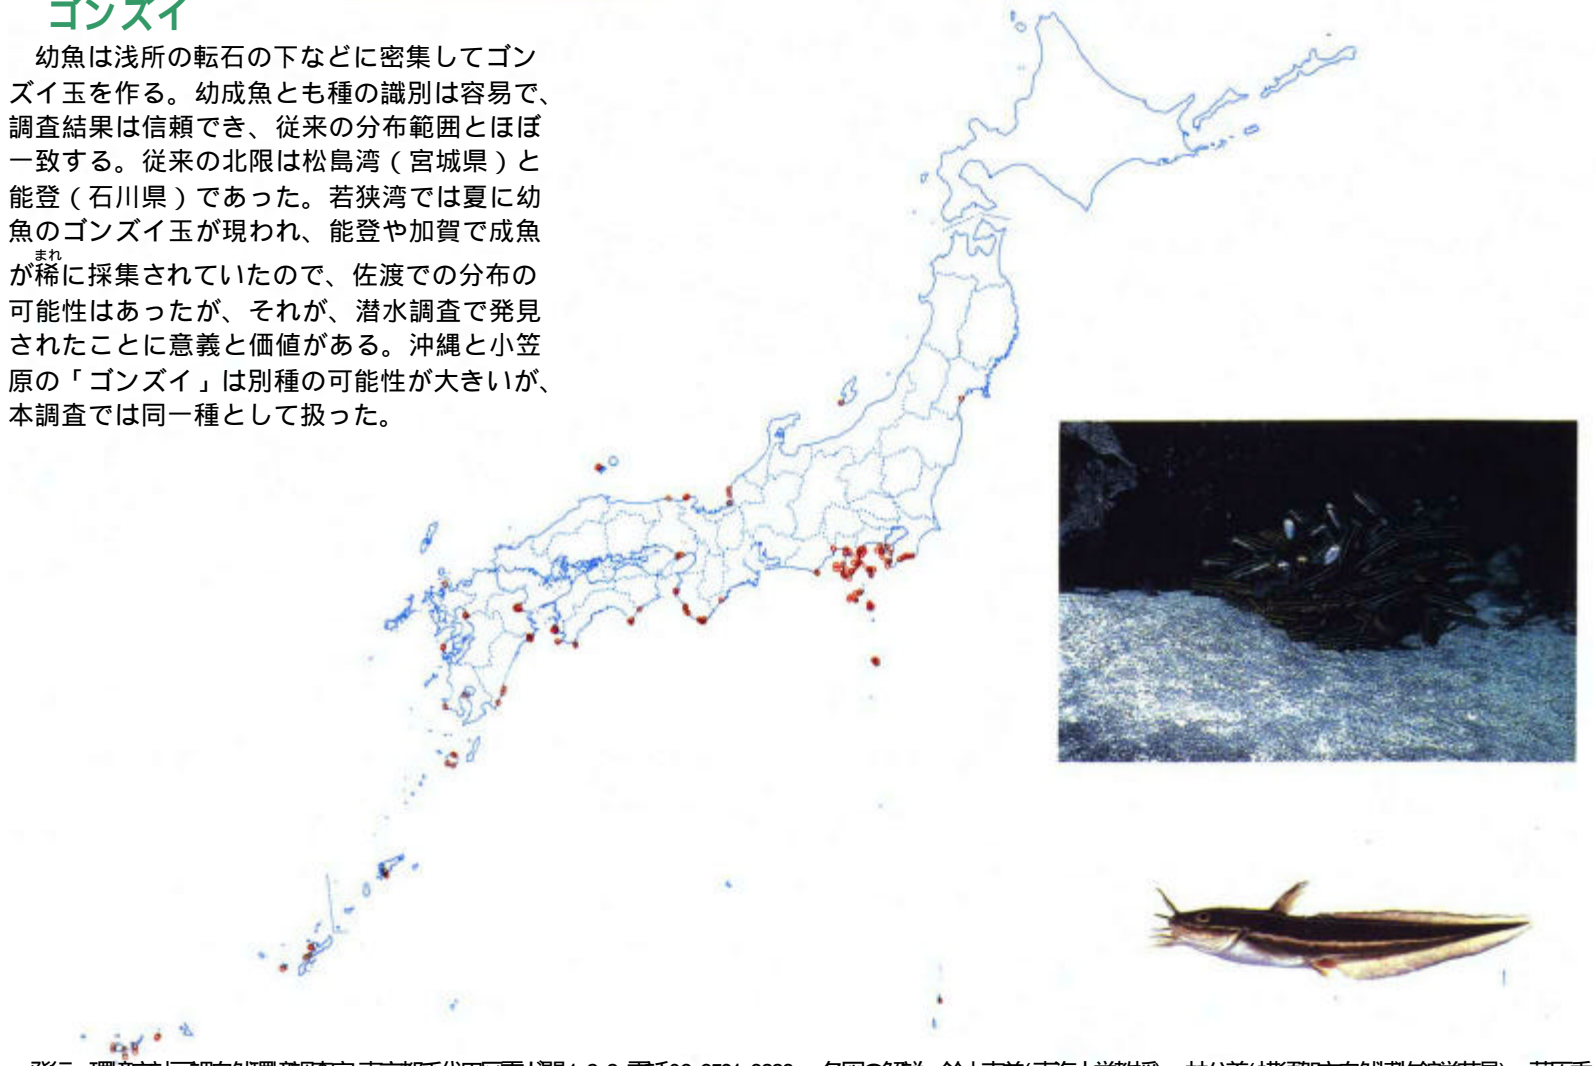 ゴンズイ
幼魚は浅所の転石の下などに密集してゴン
ズイ玉を作る。幼成魚とも種の識別は容易で、
調査結果は信頼でき、従来の分布範囲とほぼ
一致する。従来の北限は松島湾（宮城県）と
能登（石川県）であった。若狭湾では夏に幼
魚のゴンズイ玉が現われ、能登や加賀で成魚
まれ
が稀に採集されていたので、佐渡での分布の
可能性はあったが、それが、潜水調査で発見
されたことに意義と価値がある。沖縄と小笠
原の「ゴンズイ」は別種の可能性が大きいが、
本調査では同一種として扱った。